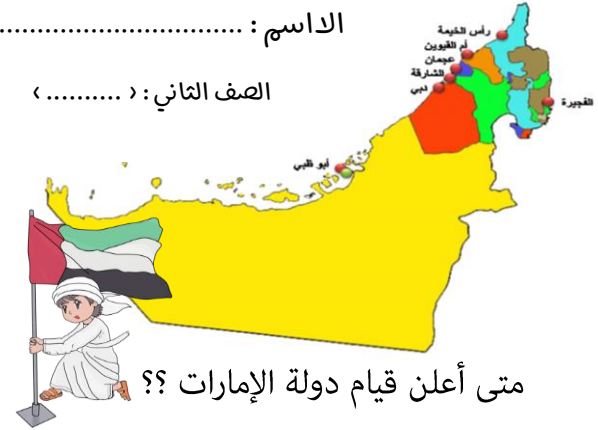 الاسم : .................................
الصف الثاني : ( .......... )
رأس الخيمة
أم القيوين
عجمان
الشارقة
دبي
الفجيرة
أبو ظبي
متى أعلن قيام دولة الإمارات ؟؟